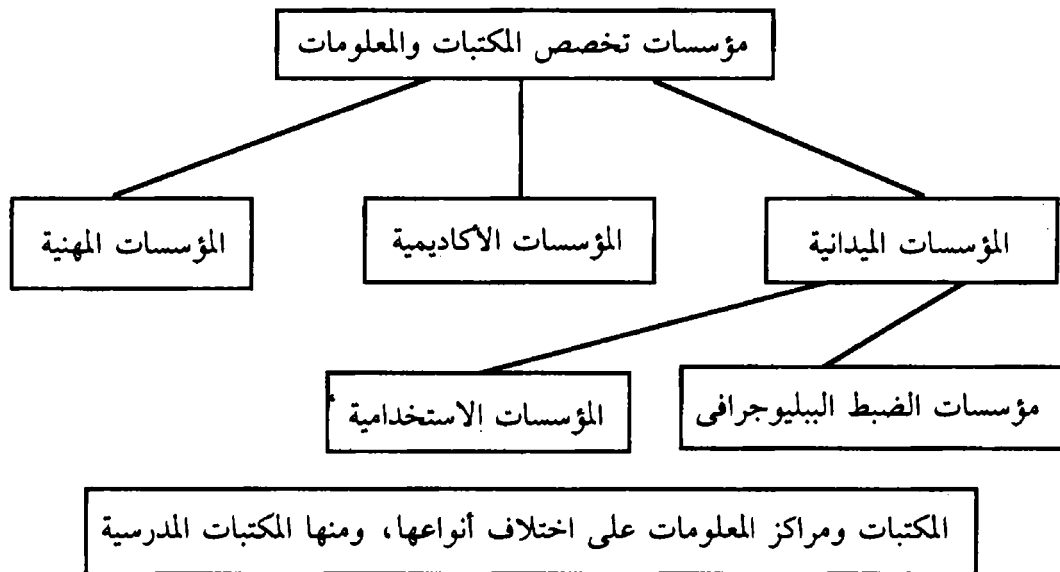 مؤسسات تخصص المكتبات والمعلومات
المؤسسات الميدانية
المؤسسات الأكاديمية
المؤسسات المهنية
مؤسسات الضبط الببليوجرافى
المؤسسات الاستخدامية
المكتبات ومراكز المعلومات على اختلاف أنواعها، ومنها المكتبات المدرسية